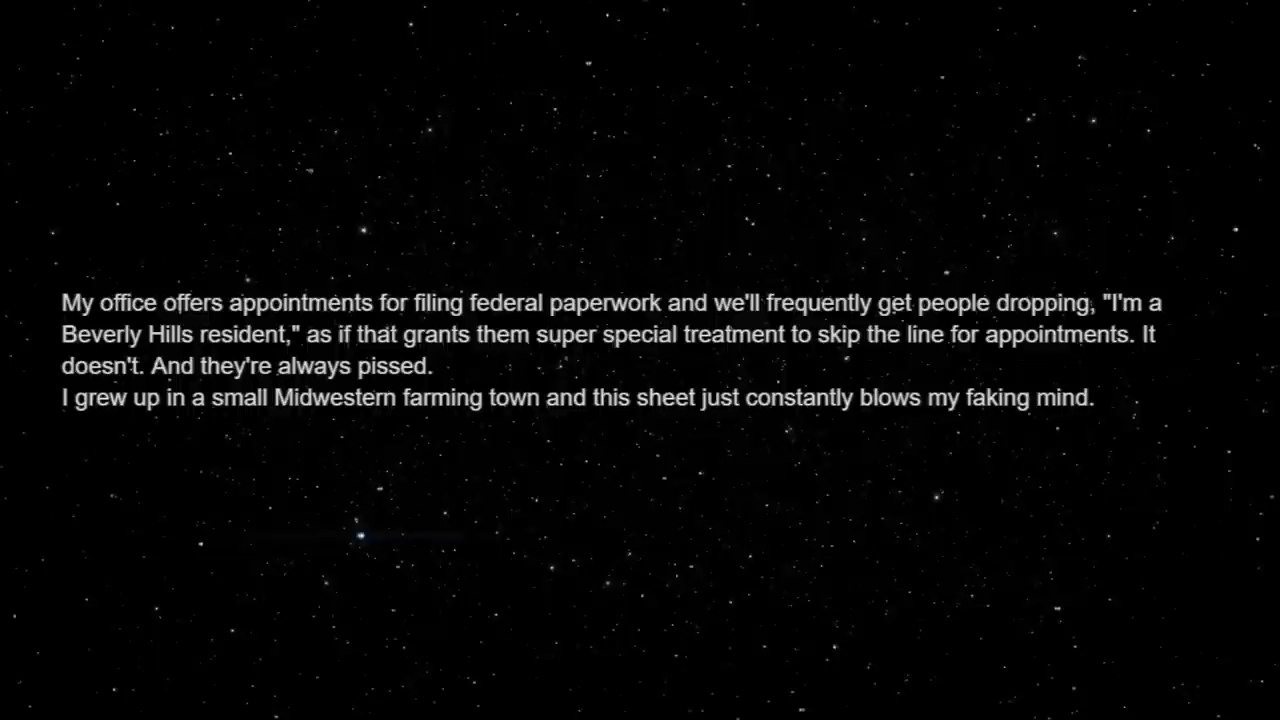 My office offers appointments for filing federal paperwork and we'll frequently get people dropping, "I'm a
Beverly Hills resident," as if that grants them super special treatment to skip the line for appointments. It
doesn't. And they're always pissed.
I grew up in a small Midwestern farming town and this sheet just constantly blows my faking mind.